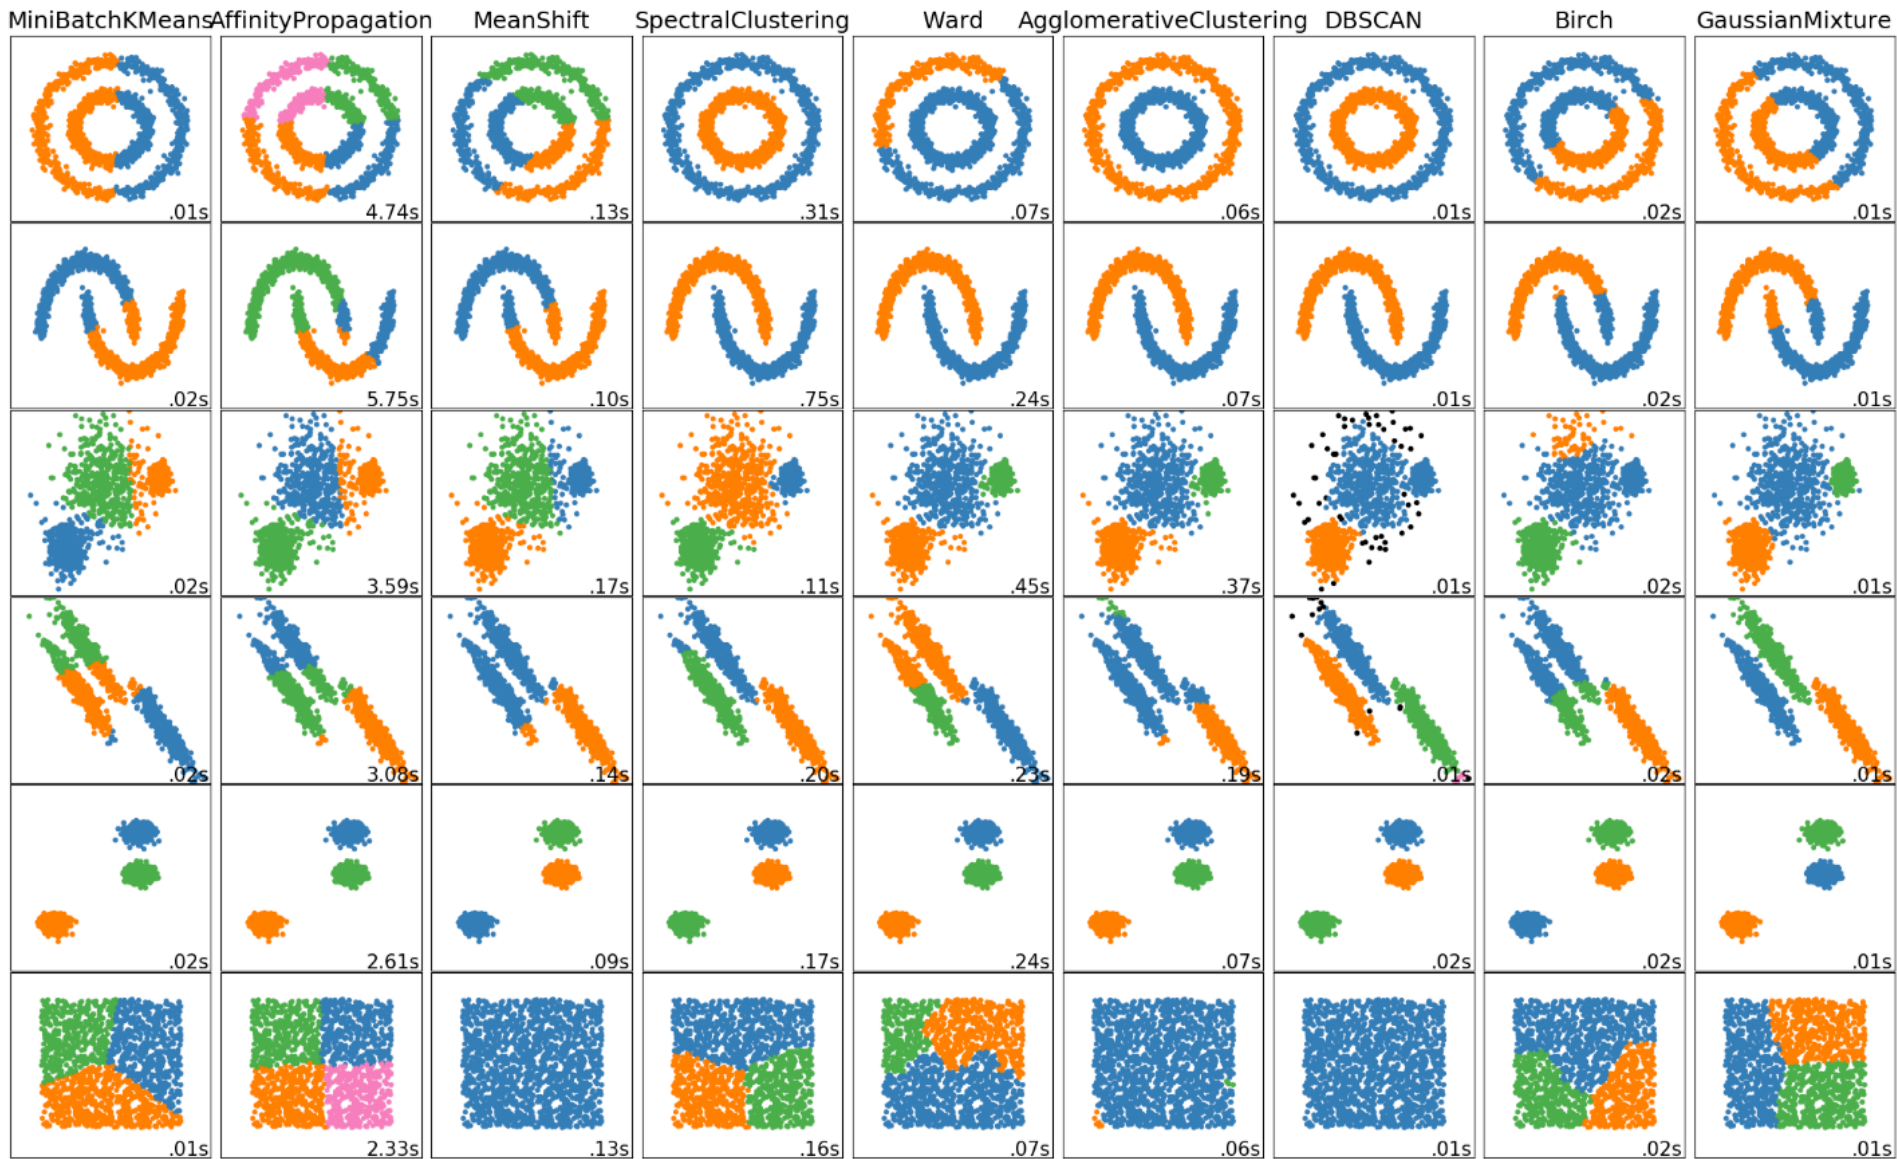 MiniBatchKMeans AffinityPropagation MeanShift SpectralClustering Ward AgglomerativeClustering DBSCAN Birch GaussianMixture
.01s 4.74s .13s .31s .07s .06s .01s .02s .01s
.02s 5.75s .10s .75s .24s .07s .01s .02s .01s
.02s 3.59s .17s .11s .45s .37s .01s .02s .01s
.02s 3.08s .14s .20s .23s .19s .01s .02s .01s
.02s 2.61s .09s .17s .24s .07s .02s .02s .01s
.01s 2.33s .13s .16s .07s .06s .01s .02s .01s